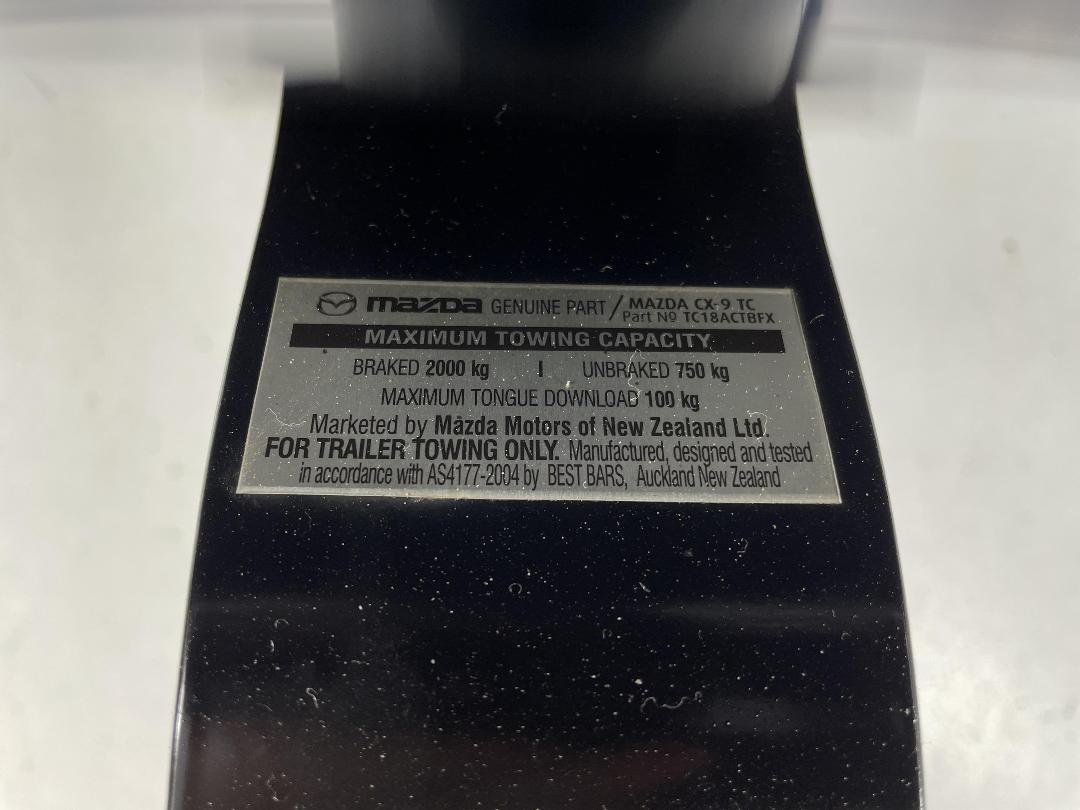 mazda GENUINE PART / MAZDA CX-9 TC
Part Nº TC18ACTBFX
MAXIMUM TOWING CAPACITY
BRAKED 2000 kg | UNBRAKED 750 kg
MAXIMUM TONGUE DOWNLOAD 100 kg
Marketed by Mazda Motors of New Zealand Ltd.
FOR TRAILER TOWING ONLY. Manufactured, designed and tested
in accordance with AS4177-2004 by BEST BARS, Auckland New Zealand